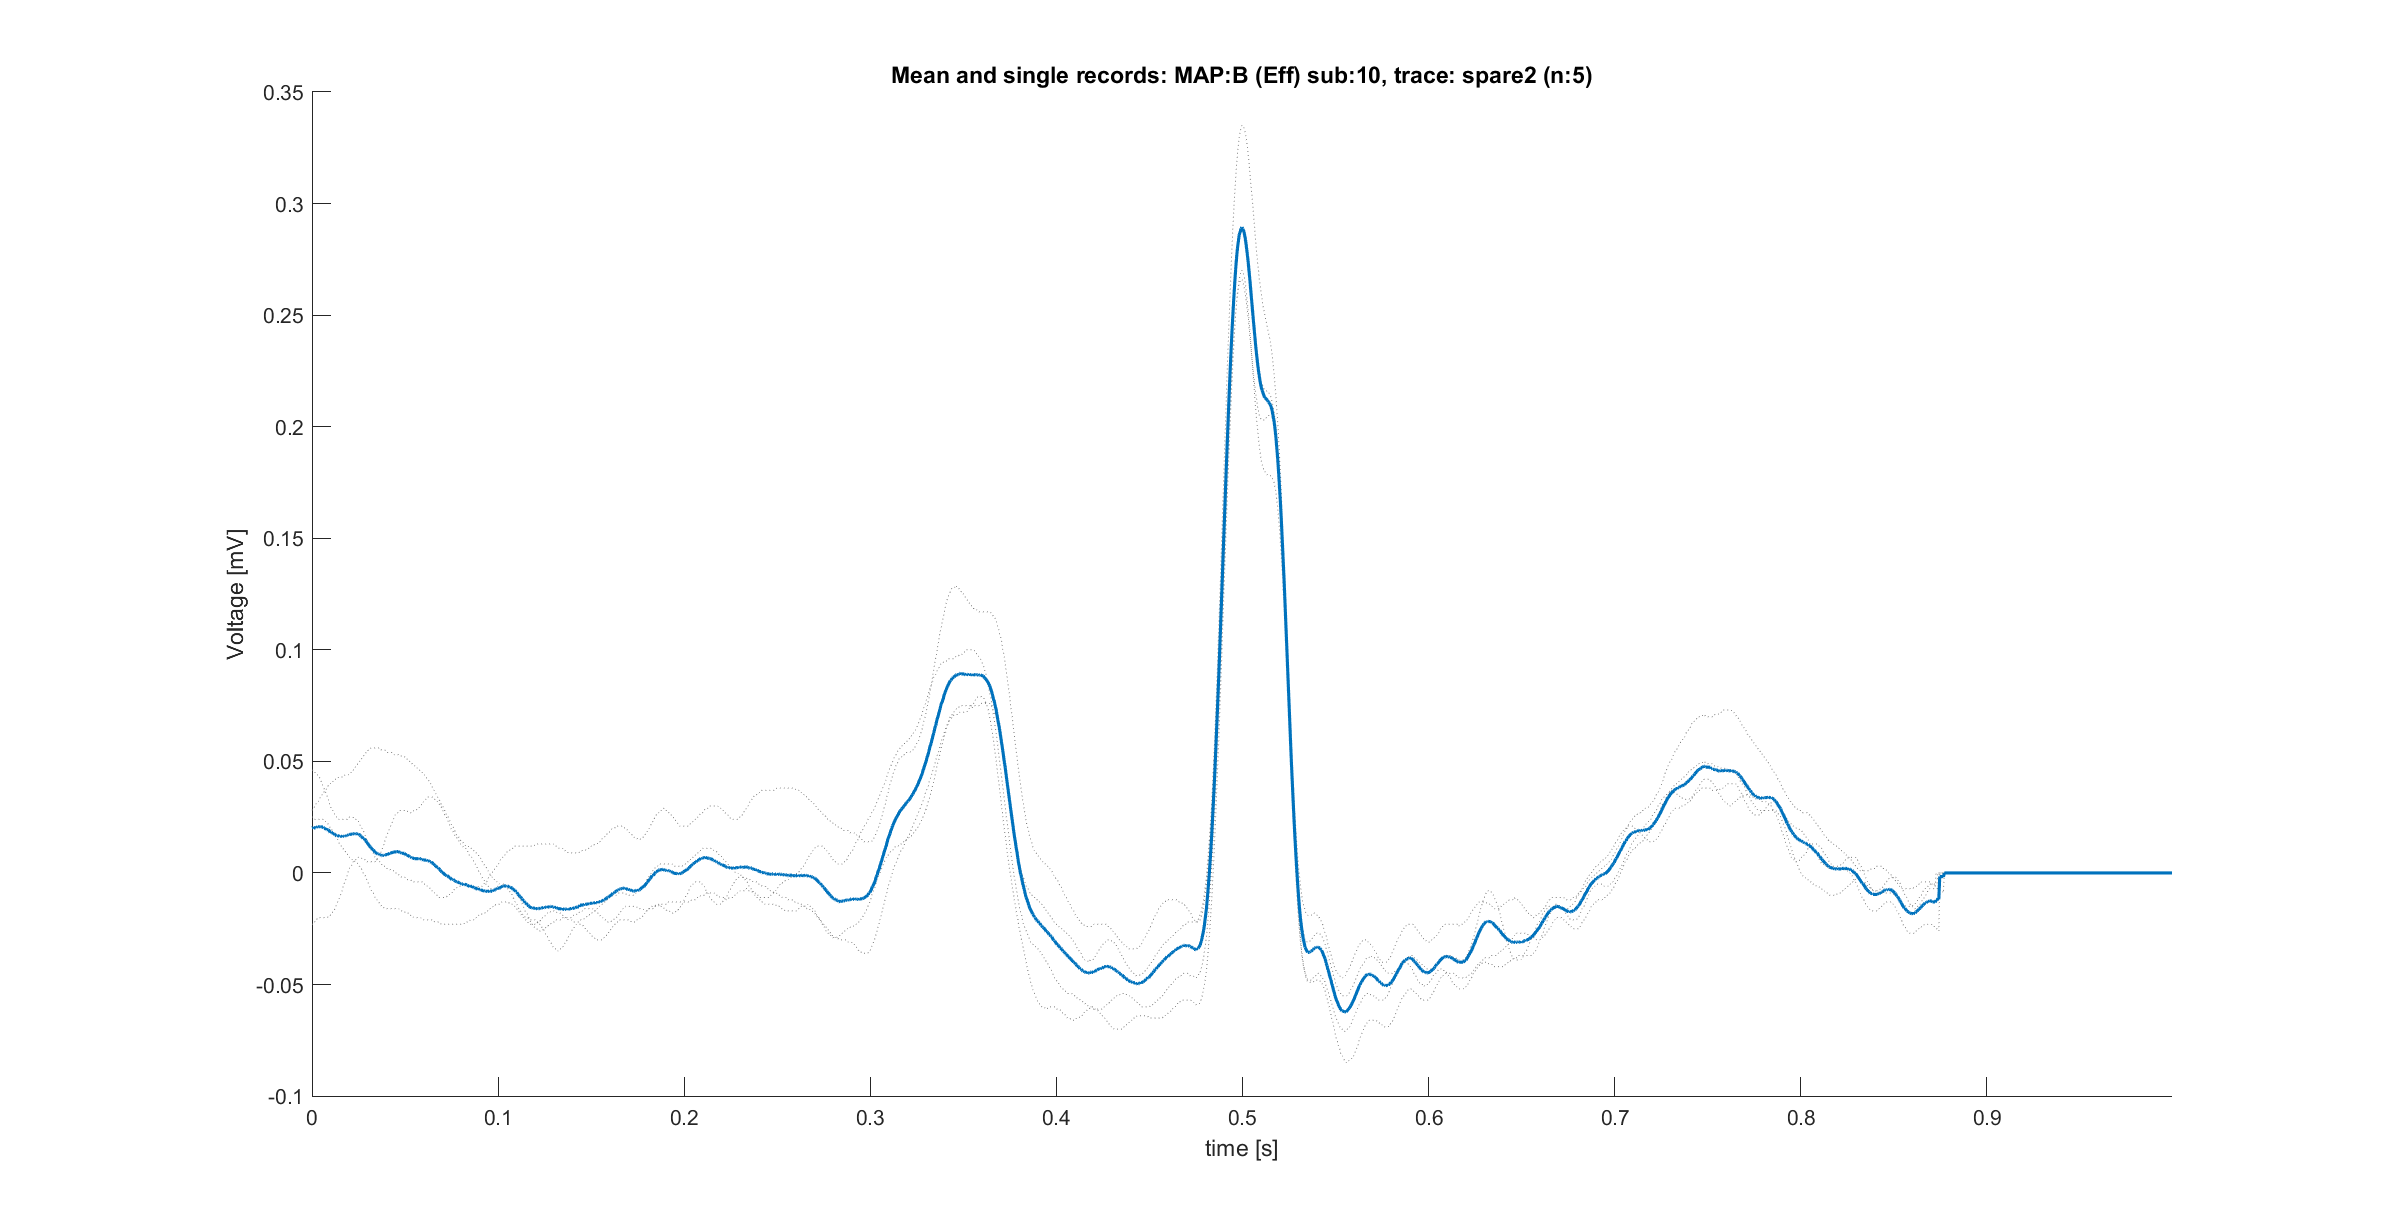 Mean and single records: MAP:B (Eff) sub:10, trace: spare2 (n:5)
0.35
0.3
0.25
0.2
0.15
0.1
0.05
0
-0.05
-0.1
Voltage [mV]
0 0.1 0.2 0.3 0.4 0.5 0.6 0.7 0.8 0.9
time [s]